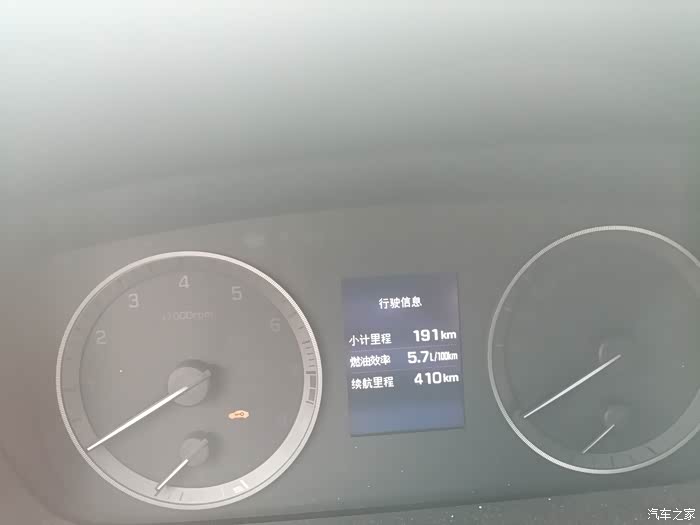 行驶信息
小计里程 191km
燃油效率 5.7L/100km
续航里程 410km
2
3
4
5
6
x1000rpm
汽车之家